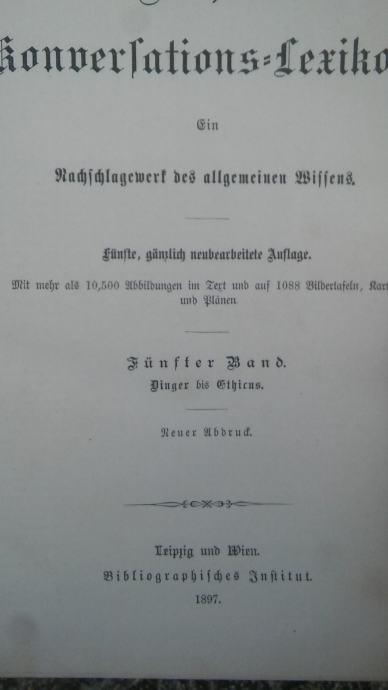 Konversations=Lexiko
Ein
Nachschlagewerk des allgemeinen Wissens.
Fünfte, gänzlich neubearbeitete Auflage.
Mit mehr als 10,500 Abbildungen im Text und auf 1088 Bildertafeln, Kart
und Plänen
Fünfter Band.
Dinger bis Ethicus.
Neuer Abdruck.
Leipzig und Wien.
Bibliographisches Institut.
1897.